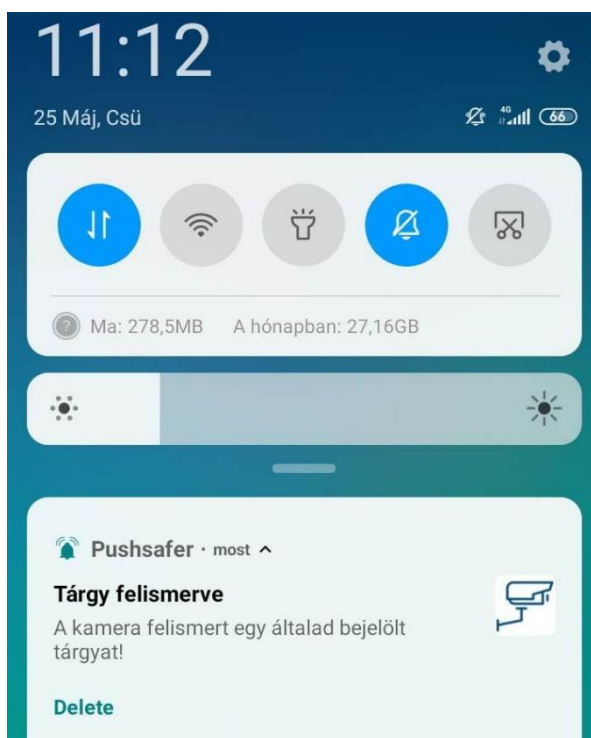 11:12
25 Máj, Csü
4G
66
Ma: 278,5MB A hónapban: 27,16GB
Pushsafer · most
Tárgy felismerve
A kamera felismert egy általad bejelölt
tárgyat!
Delete